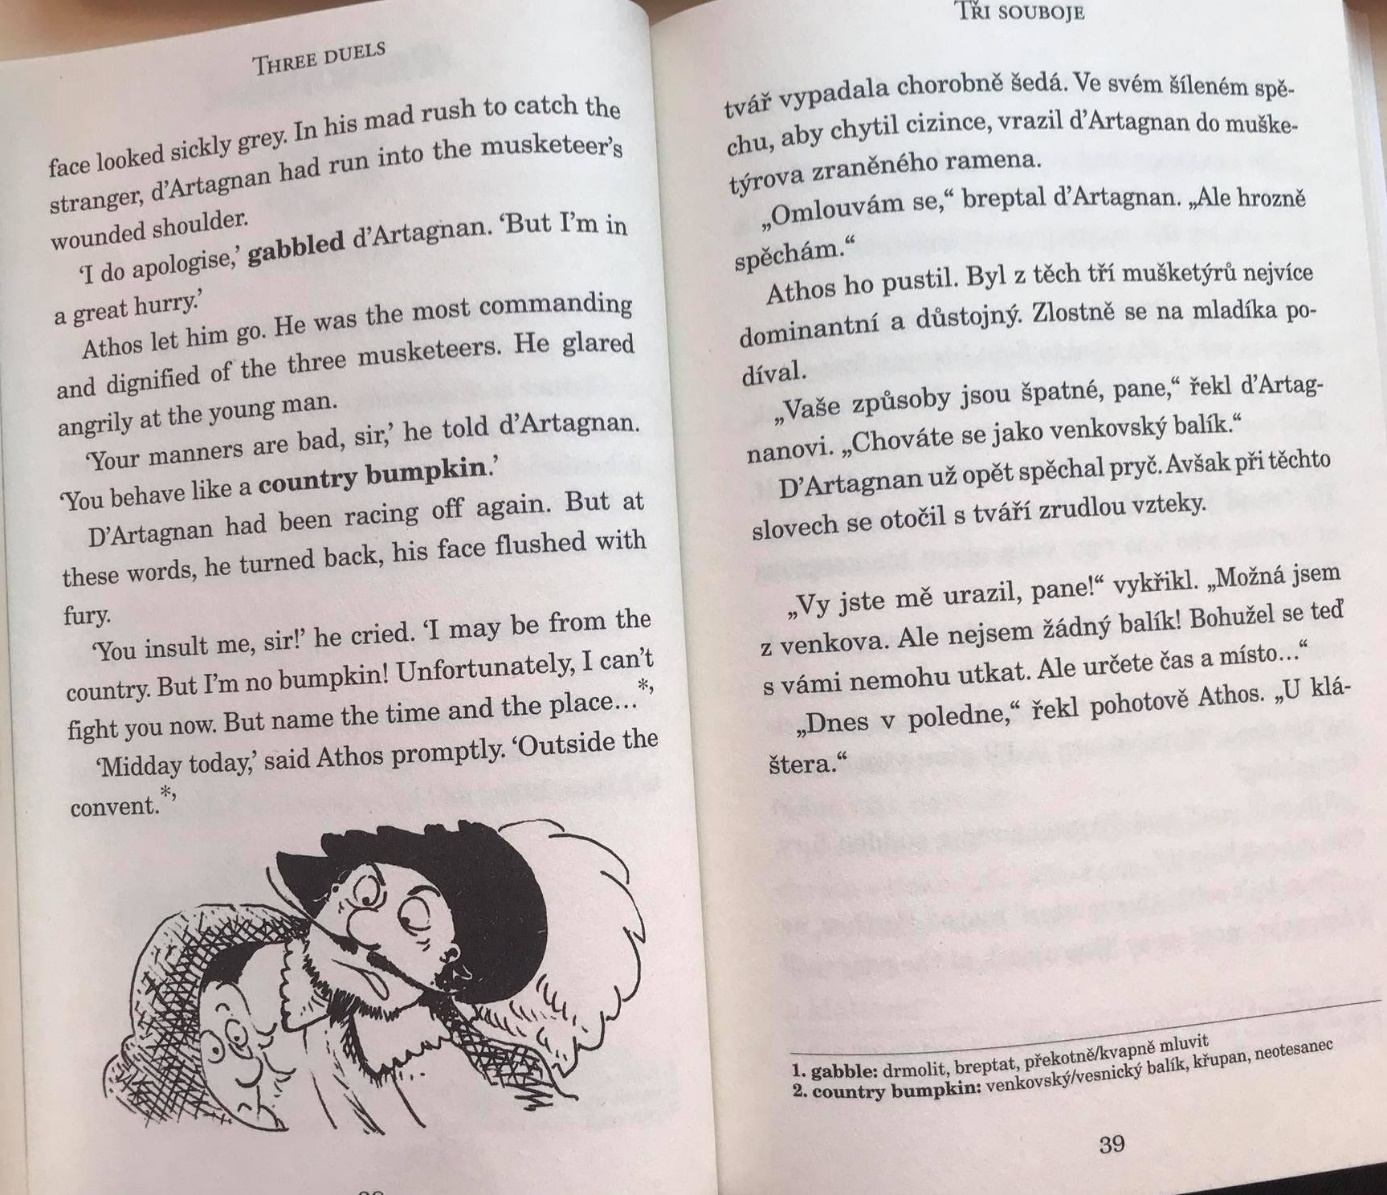 THREE DUELS
face looked sickly grey. In his mad rush to catch the
stranger, d’Artagnan had run into the musketeer’s
wounded shoulder.
‘I do apologise,’ gabbled d’Artagnan. ‘But I’m in
a great hurry.’
Athos let him go. He was the most commanding
and dignified of the three musketeers. He glared
angrily at the young man.
‘Your manners are bad, sir,’ he told d’Artagnan.
‘You behave like a country bumpkin.’
D’Artagnan had been racing off again. But at
these words, he turned back, his face flushed with
fury.
‘You insult me, sir!’ he cried. ‘I may be from the
country. But I’m no bumpkin! Unfortunately, I can’t
fight you now. But name the time and the place...*’
‘Midday today,’ said Athos promptly. ‘Outside the
convent.*’
TŘI SOUBOJE
tvář vypadala chorobně šedá. Ve svém šíleném spě-
chu, aby chytil cizince, vrazil d’Artagnan do muške-
týrova zraněného ramena.
„Omlouvám se,“ breptal d’Artagnan. „Ale hrozně
spěchám.“
Athos ho pustil. Byl z těch tří mušketýrů nejvíce
dominantní a důstojný. Zlostně se na mladíka po-
díval.
„Vaše způsoby jsou špatné, pane,“ řekl d’Artag-
nanovi. „Chováte se jako venkovský balík.“
D’Artagnan už opět spěchal pryč. Avšak při těchto
slovech se otočil s tváří zrudlou vzteky.
„Vy jste mě urazil, pane!“ vykřikl. „Možná jsem
z venkova. Ale nejsem žádný balík! Bohužel se teď
s vámi nemohu utkat. Ale určete čas a místo...“
„Dnes v poledne,“ řekl pohotově Athos. „U klá-
štera.“
1. gabble: drmolit, breptat, překotně/kvapně mluvit
2. country bumpkin: venkovský/vesnický balík, křupan, neotesanec
39